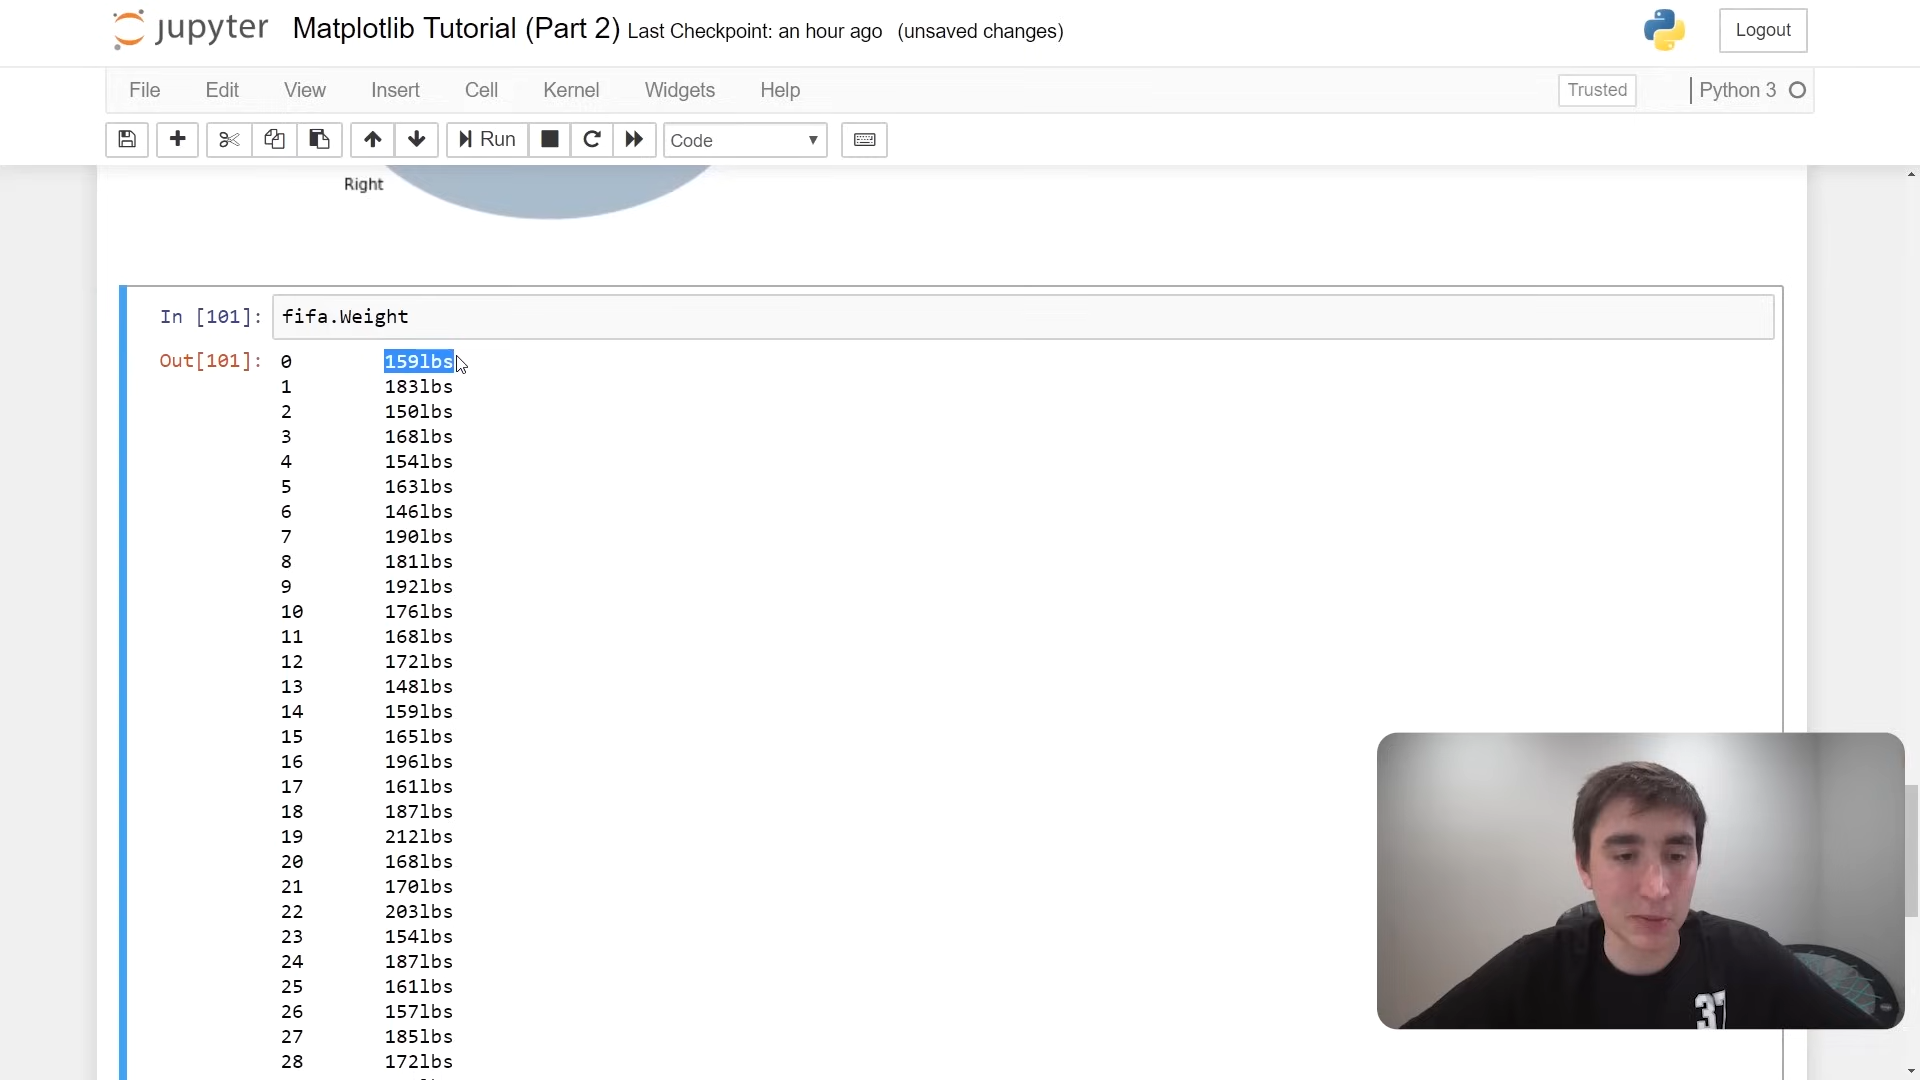 jupyter Matplotlib Tutorial (Part 2) Last Checkpoint: an hour ago (unsaved changes) Logout
File Edit View Insert Cell Kernel Widgets Help Trusted Python 3
Run Code
Right
In [101]: fifa.Weight
Out[101]: 0 159lbs
1 183lbs
2 150lbs
3 168lbs
4 154lbs
5 163lbs
6 146lbs
7 190lbs
8 181lbs
9 192lbs
10 176lbs
11 168lbs
12 172lbs
13 148lbs
14 159lbs
15 165lbs
16 196lbs
17 161lbs
18 187lbs
19 212lbs
20 168lbs
21 170lbs
22 203lbs
23 154lbs
24 187lbs
25 161lbs
26 157lbs
27 185lbs
28 172lbs
37